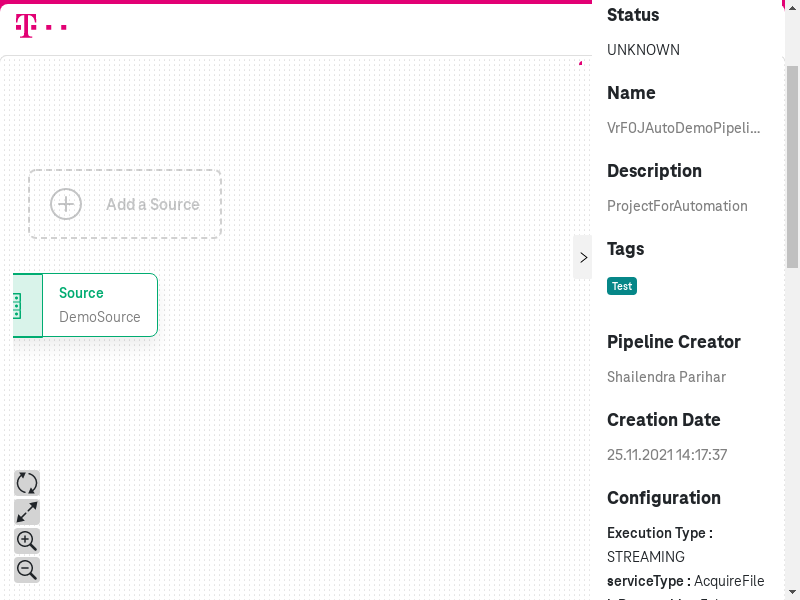 T
Add a Source
Source
DemoSource
Status
UNKNOWN
Name
VrF0JAutoDemoPipeli...
Description
ProjectForAutomation
Tags
Test
Pipeline Creator
Shailendra Parihar
Creation Date
25.11.2021 14:17:37
Configuration
Execution Type :
STREAMING
serviceType : AcquireFile